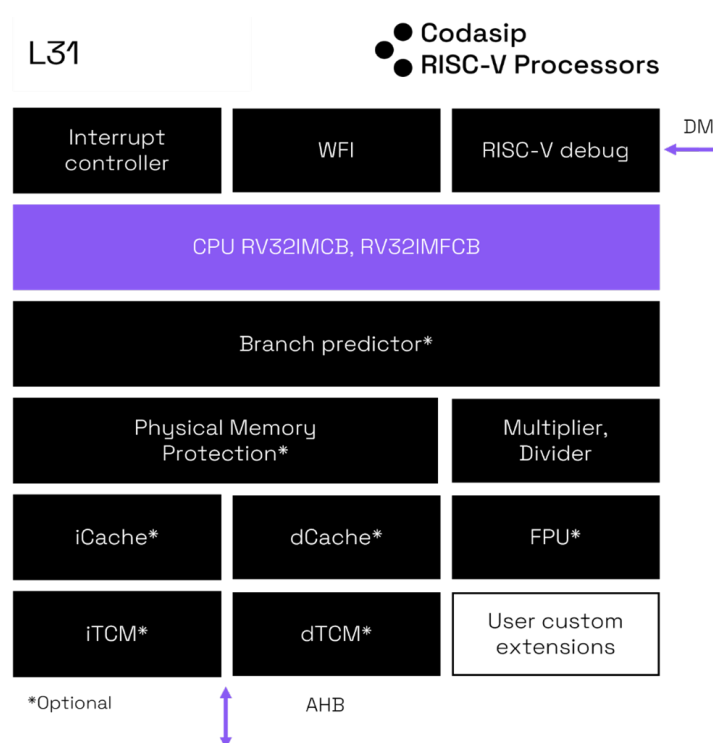 L31
Codasip
RISC-V Processors
Interrupt
controller
WFI
RISC-V debug
DM
CPU RV32IMCB, RV32IMFCB
Branch predictor*
Physical Memory
Protection*
Multiplier,
Divider
iCache*
dCache*
FPU*
iTCM*
dTCM*
User custom
extensions
*Optional
AHB